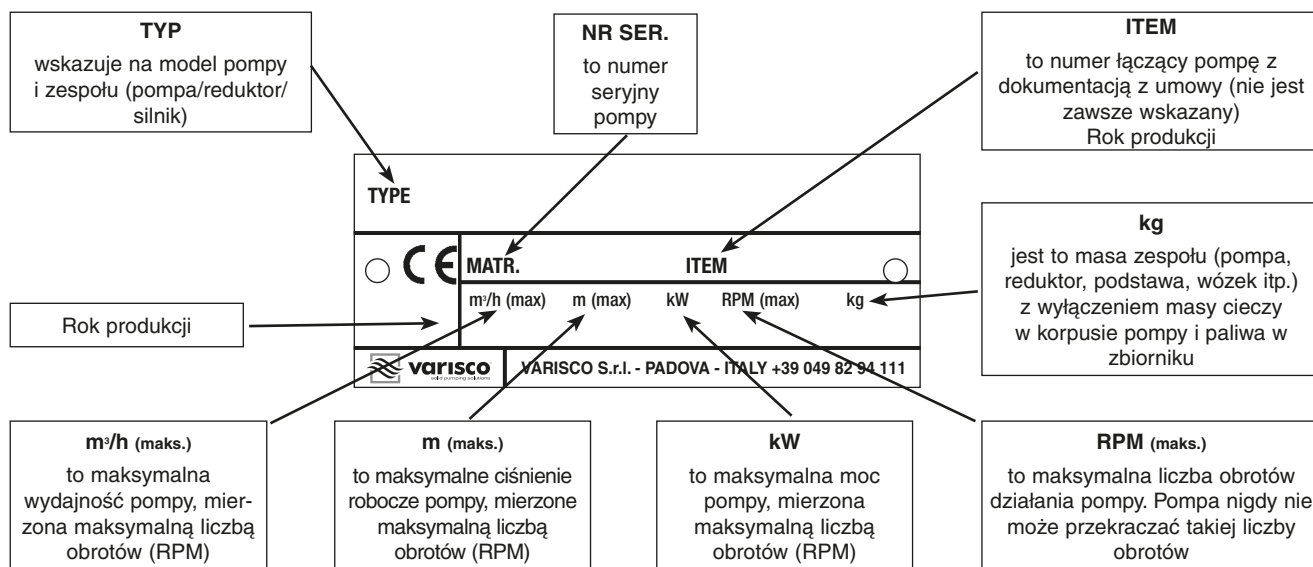 TYP
wskazuje na model pompy
i zespołu (pompa/reduktor/
silnik)
NR SER.
to numer
seryjny
pompy
ITEM
to numer łączący pompę z
dokumentacją z umowy (nie jest
zawsze wskazany)
Rok produkcji
TYPE
CE
MATR. ITEM
m³/h (max) m (max) kW RPM (max) kg
varisco
solid pumping solutions
VARISCO S.r.l. - PADOVA - ITALY +39 049 82 94 111
Rok produkcji
kg
jest to masa zespołu (pompa,
reduktor, podstawa, wózek itp.)
z wyłączeniem masy cieczy
w korpusie pompy i paliwa w
zbiorniku
m³/h (maks.)
to maksymalna
wydajność pompy, mier-
zona maksymalną liczbą
obrotów (RPM)
m (maks.)
to maksymalne ciśnienie
robocze pompy, mierzone
maksymalną liczbą
obrotów (RPM)
kW
to maksymalna moc
pompy, mierzona
maksymalną liczbą
obrotów (RPM)
RPM (maks.)
to maksymalna liczba obrotów
działania pompy. Pompa nigdy nie
może przekraczać takiej liczby
obrotów